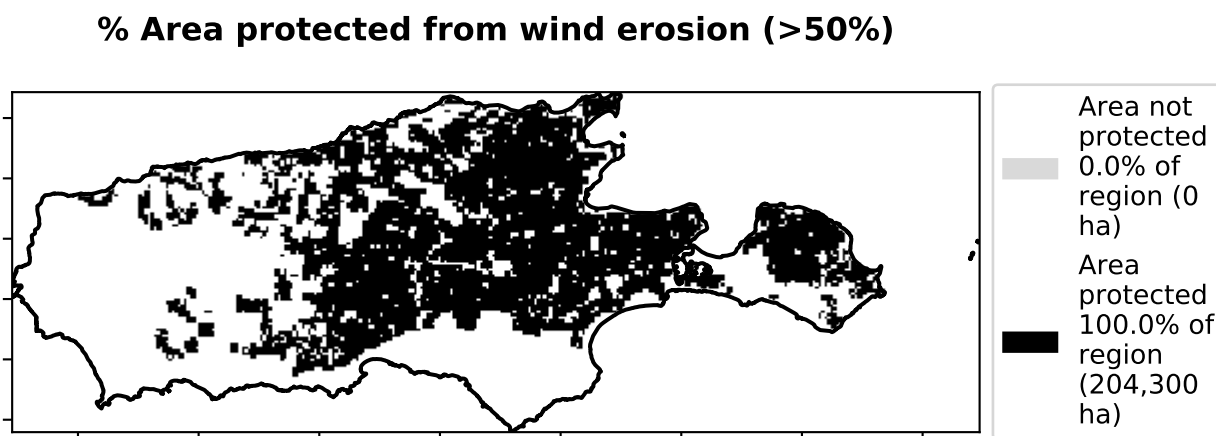 % Area protected from wind erosion (>50%)
Area not
protected
0.0% of
region (0
ha)
Area
protected
100.0% of
region
(204,300
ha)